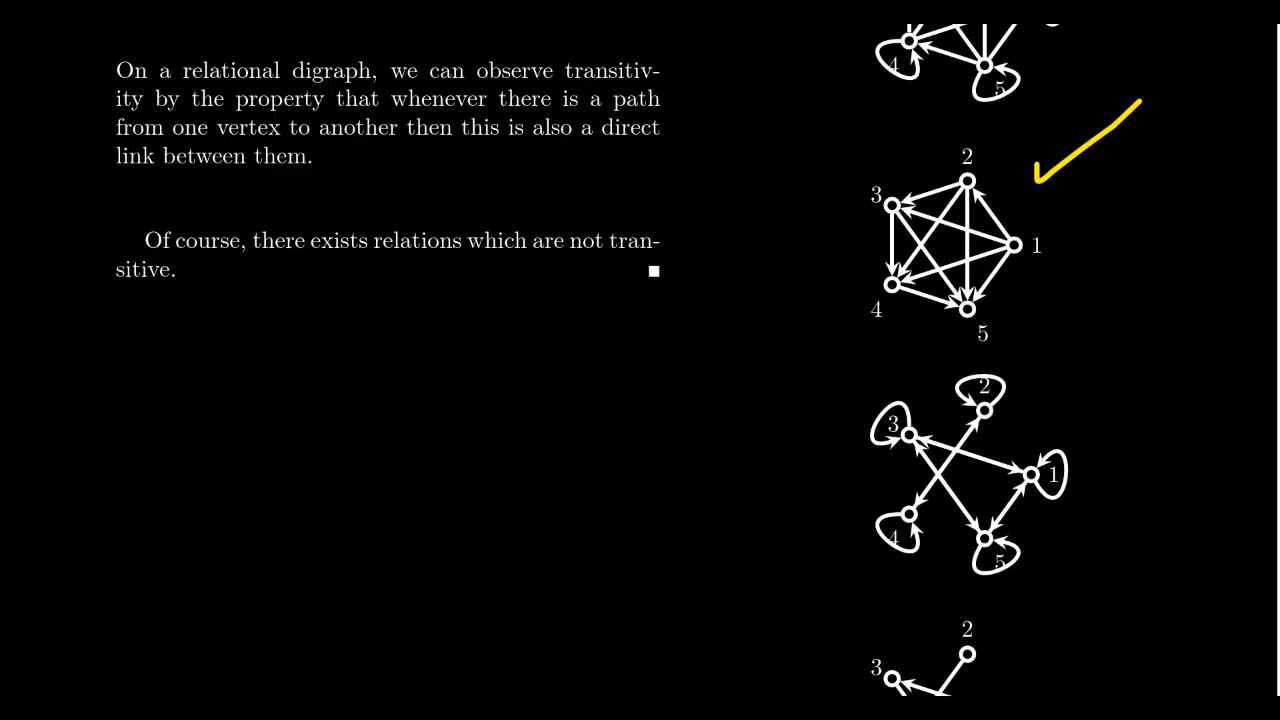 On a relational digraph, we can observe transitiv-
ity by the property that whenever there is a path
from one vertex to another then this is also a direct
link between them.
Of course, there exists relations which are not tran-
sitive.
4
5
2
3
1
4
5
2
3
1
4
5
2
3